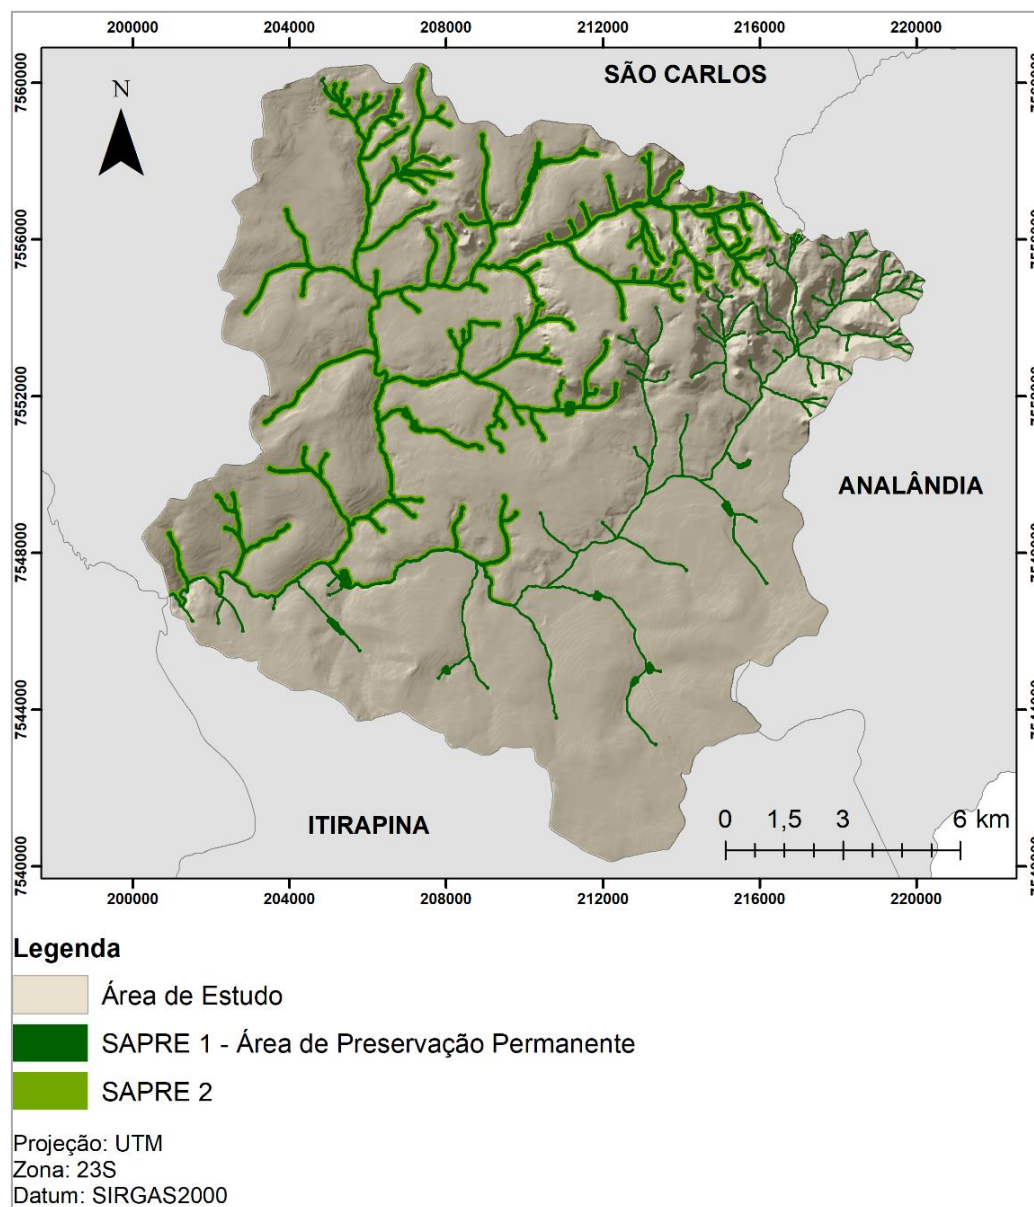 200000 204000 208000 212000 216000 220000
SÃO CARLOS
N
7560000
7556000
7552000
7548000
7544000
7540000
ANALÂNDIA
ITIRAPINA
0 1,5 3 6 km
200000 204000 208000 212000 216000 220000
Legenda
Área de Estudo
SAPRE 1 - Área de Preservação Permanente
SAPRE 2
Projeção: UTM
Zona: 23S
Datum: SIRGAS2000